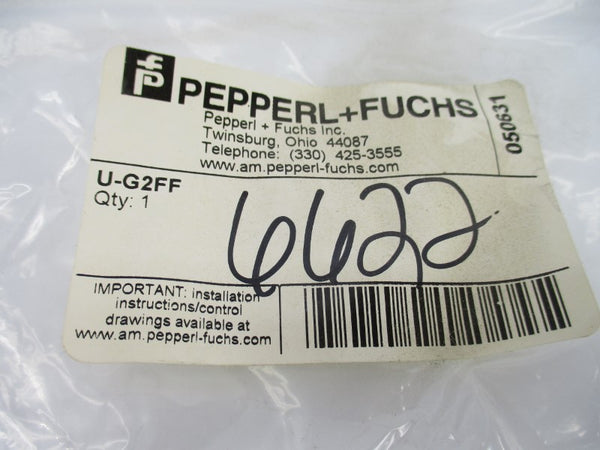 PEPPERL+FUCHS
Pepperl + Fuchs Inc.
Twinsburg, Ohio 44087
Telephone: (330) 425-3555
www.am.pepperl-fuchs.com
050631
U-G2FF
Qty: 1
6622
IMPORTANT: installation
instructions/control
drawings available at
www.am.pepperl-fuchs.com